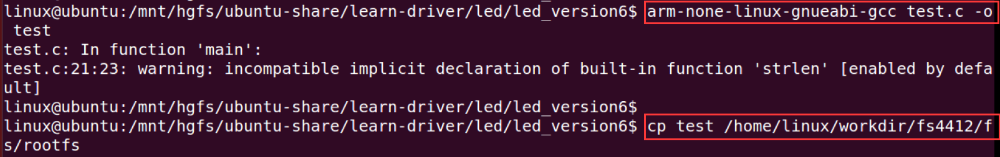 linux@ubuntu:/mnt/hgfs/ubuntu-share/learn-driver/led/led_version6$ arm-none-linux-gnueabi-gcc test.c -o
 test
test.c: In function 'main':
test.c:21:23: warning: incompatible implicit declaration of built-in function 'strlen' [enabled by defa
ult]
linux@ubuntu:/mnt/hgfs/ubuntu-share/learn-driver/led/led_version6$
linux@ubuntu:/mnt/hgfs/ubuntu-share/learn-driver/led/led_version6$ cp test /home/linux/workdir/fs4412/f
s/rootfs